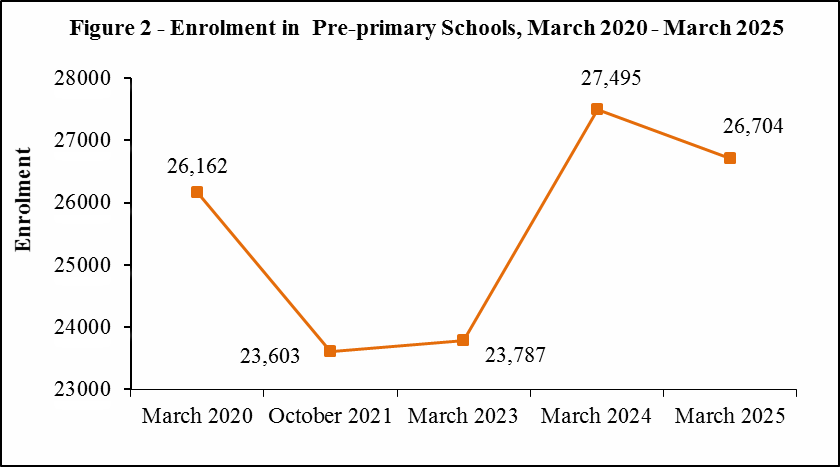 Figure 2 - Enrolment in  Pre-primary Schools, March 2020 - March 2025
28000
27000
26000
25000
24000
23000
Enrolment
26,162
23,603
23,787
27,495
26,704
March 2020
October 2021
March 2023
March 2024
March 2025